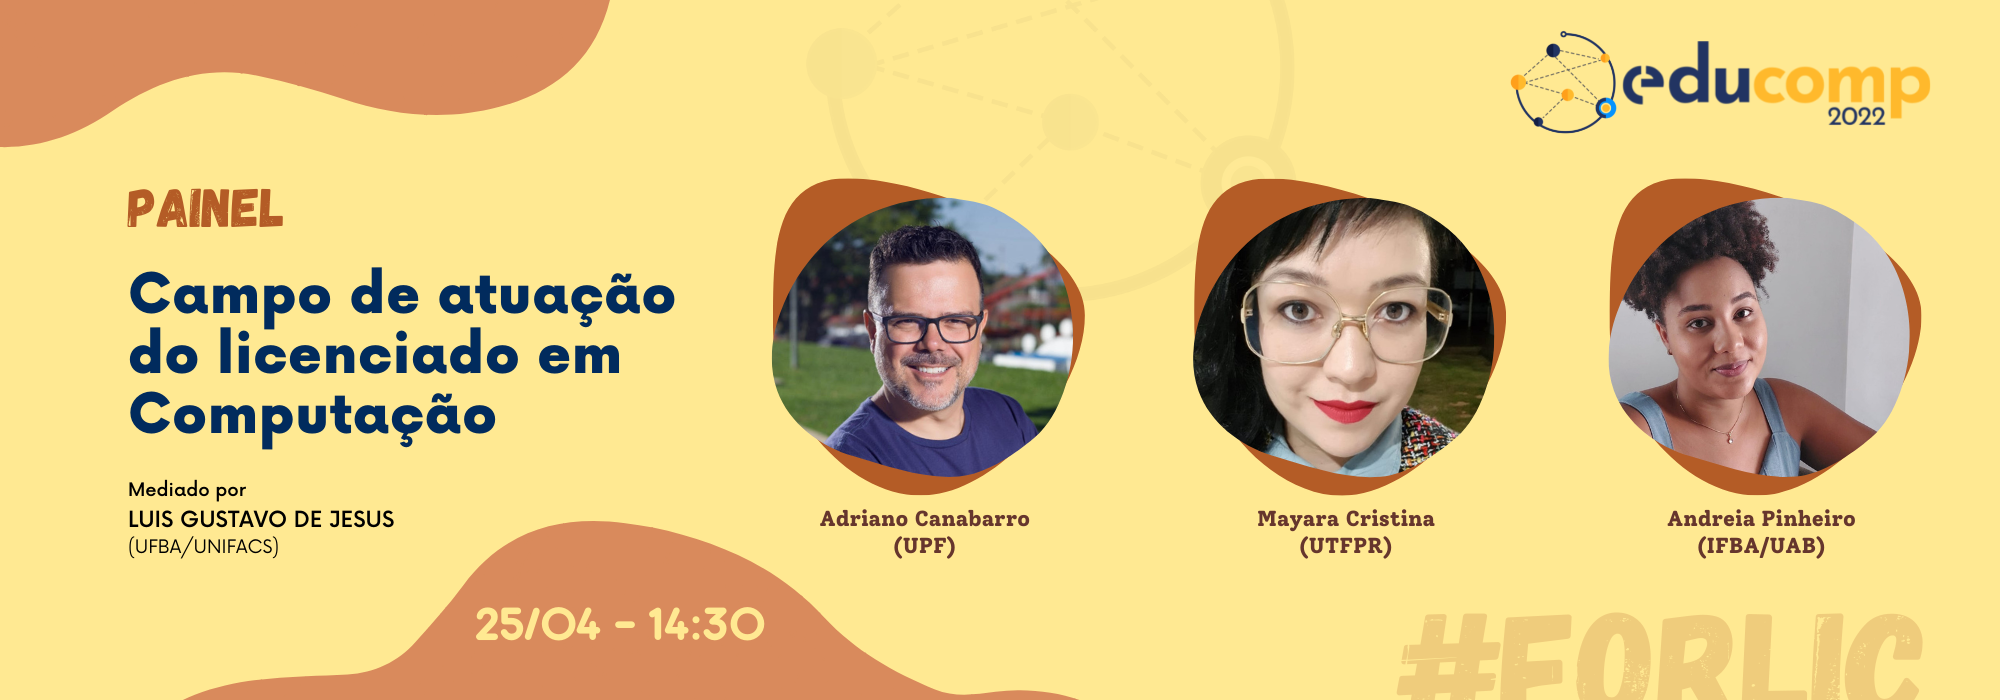 educomp
2022
PAINEL
Campo de atuação
do licenciado em
Computação
Mediado por
LUIS GUSTAVO DE JESUS
(UFBA/UNIFACS)
Adriano Canabarro
(UPF)
Mayara Cristina
(UTFPR)
Andreia Pinheiro
(IFBA/UAB)
25/04 - 14:30
#FORLIC